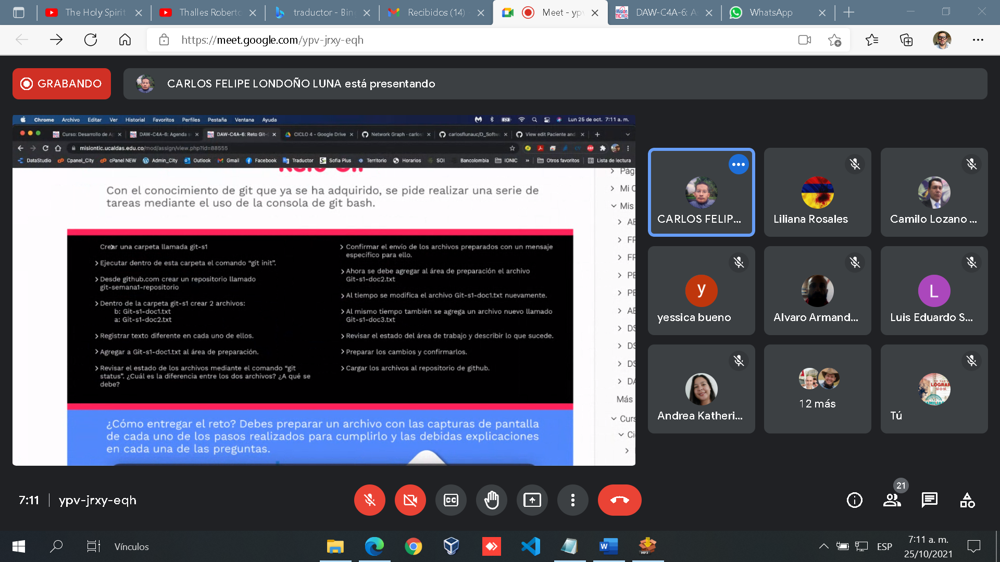 The Holy Spirit
Thalles Roberto
traductor - Bin
Recibidos (14)
Meet - ypv
DAW-C4A-6: A
WhatsApp
https://meet.google.com/ypv-jrxy-eqh
GRABANDO
CARLOS FELIPE LONDOÑO LUNA está presentando
Chrome Archivo Editar Ver Historial Favoritos Perfiles Pestaña Ventana Ayuda
Lun 25 de oct. 7:11 a. m.
Curso: Desarrollo de Ap
DAW-C4A-6: Agenda s
DAW-C4A-6: Reto Git-
CICLO 4 - Google Drive
Network Graph · carlos
carlosflunauc/D_Softw
View edit Paciente and
misiontic.ucaldas.edu.co/mod/assign/view.php?id=88555
DataStudio Cpanel_City cPanel NEW Admin_City Outlook Gmail Facebook Traductor Sofia Plus Territorio Horarios SOI Bancolombia IONIC » Otros favoritos Lista de lectura
Con el conocimiento de git que ya se ha adquirido, se pide realizar una serie de
tareas mediante el uso de la consola de git bash.
Crear una carpeta llamada git-s1
Ejecutar dentro de esta carpeta el comando “git init”.
Desde github.com crear un repositorio llamado
git-semana1-repositorio
Dentro de la carpeta git-s1 crear 2 archivos:
b: Git-s1-doc1.txt
a: Git-s1-doc2.txt
Registrar texto diferente en cada uno de ellos.
Agregar a Git-s1-doc1.txt al área de preparación.
Revisar el estado de los archivos mediante el comando “git
status”. ¿Cuál es la diferencia entre los dos archivos? ¿A qué se
debe?
Confirmar el envío de los archivos preparados con un mensaje
específico para ello.
Ahora se debe agregar al área de preparación el archivo
Git-s1-doc2.txt
Al tiempo se modifica el archivo Git-s1-doc1.txt nuevamente.
Al mismo tiempo también se agrega un archivo nuevo llamado
Git-s1-doc3.txt
Revisar el estado del área de trabajo y describir lo que sucede.
Preparar los cambios y confirmarlos.
Cargar los archivos al repositorio de github.
¿Cómo entregar el reto? Debes preparar un archivo con las capturas de pantalla
de cada uno de los pasos realizados para cumplirlo y las debidas explicaciones
en cada una de las preguntas.
Pág
Mi C
Mis
AE
FF
FF
PE
PE
AE
DS
DS
DS
DA
Más
Curs
Ci
CARLOS FELIP...
Liliana Rosales
Camilo Lozano ...
y
yessica bueno
Alvaro Armand...
L
Luis Eduardo S...
Andrea Katheri...
12 más
LOGRAR
SÍ O SÍ
Tú
7:11
ypv-jrxy-eqh
CC
21
Vínculos
MP3
ESP
7:11 a. m.
25/10/2021